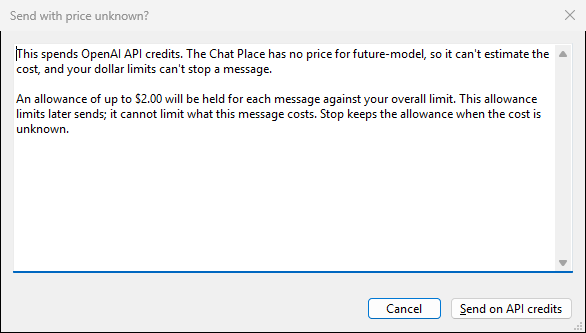 Send with price unknown?
This spends OpenAI API credits. The Chat Place has no price for future-model, so it can't estimate the
cost, and your dollar limits can't stop a message.
An allowance of up to $2.00 will be held for each message against your overall limit. This allowance
limits later sends; it cannot limit what this message costs. Stop keeps the allowance when the cost is
unknown.
Cancel
Send on API credits